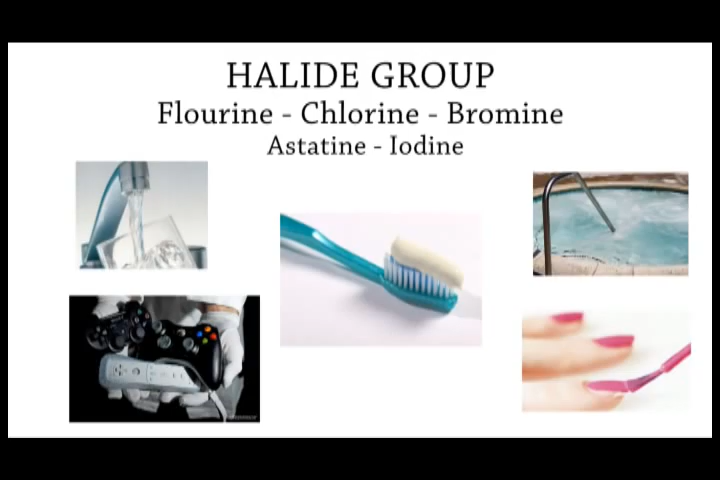 HALIDE GROUP
Flourine - Chlorine - Bromine
Astatine - Iodine